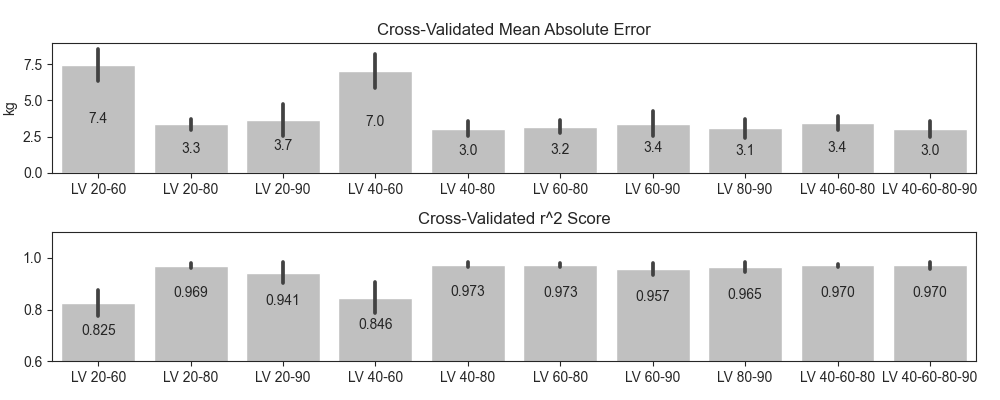 Cross-Validated Mean Absolute Error
kg
7.5
5.0
2.5
0.0
7.4 3.3 3.7 7.0 3.0 3.2 3.4 3.1 3.4 3.0
LV 20-60 LV 20-80 LV 20-90 LV 40-60 LV 40-80 LV 60-80 LV 60-90 LV 80-90 LV 40-60-80 LV 40-60-80-90
Cross-Validated r^2 Score
1.0
0.8
0.6
0.825 0.969 0.941 0.846 0.973 0.973 0.957 0.965 0.970 0.970
LV 20-60 LV 20-80 LV 20-90 LV 40-60 LV 40-80 LV 60-80 LV 60-90 LV 80-90 LV 40-60-80 LV 40-60-80-90